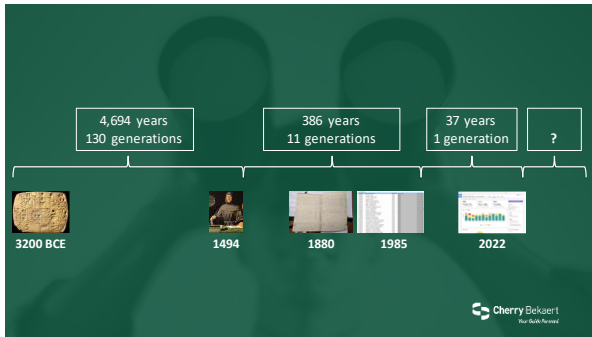 4,694 years
130 generations
386 years
11 generations
37 years
1 generation
?
3200 BCE
1494
1880
1985
2022
Cherry Bekaert
Your Guide Forward